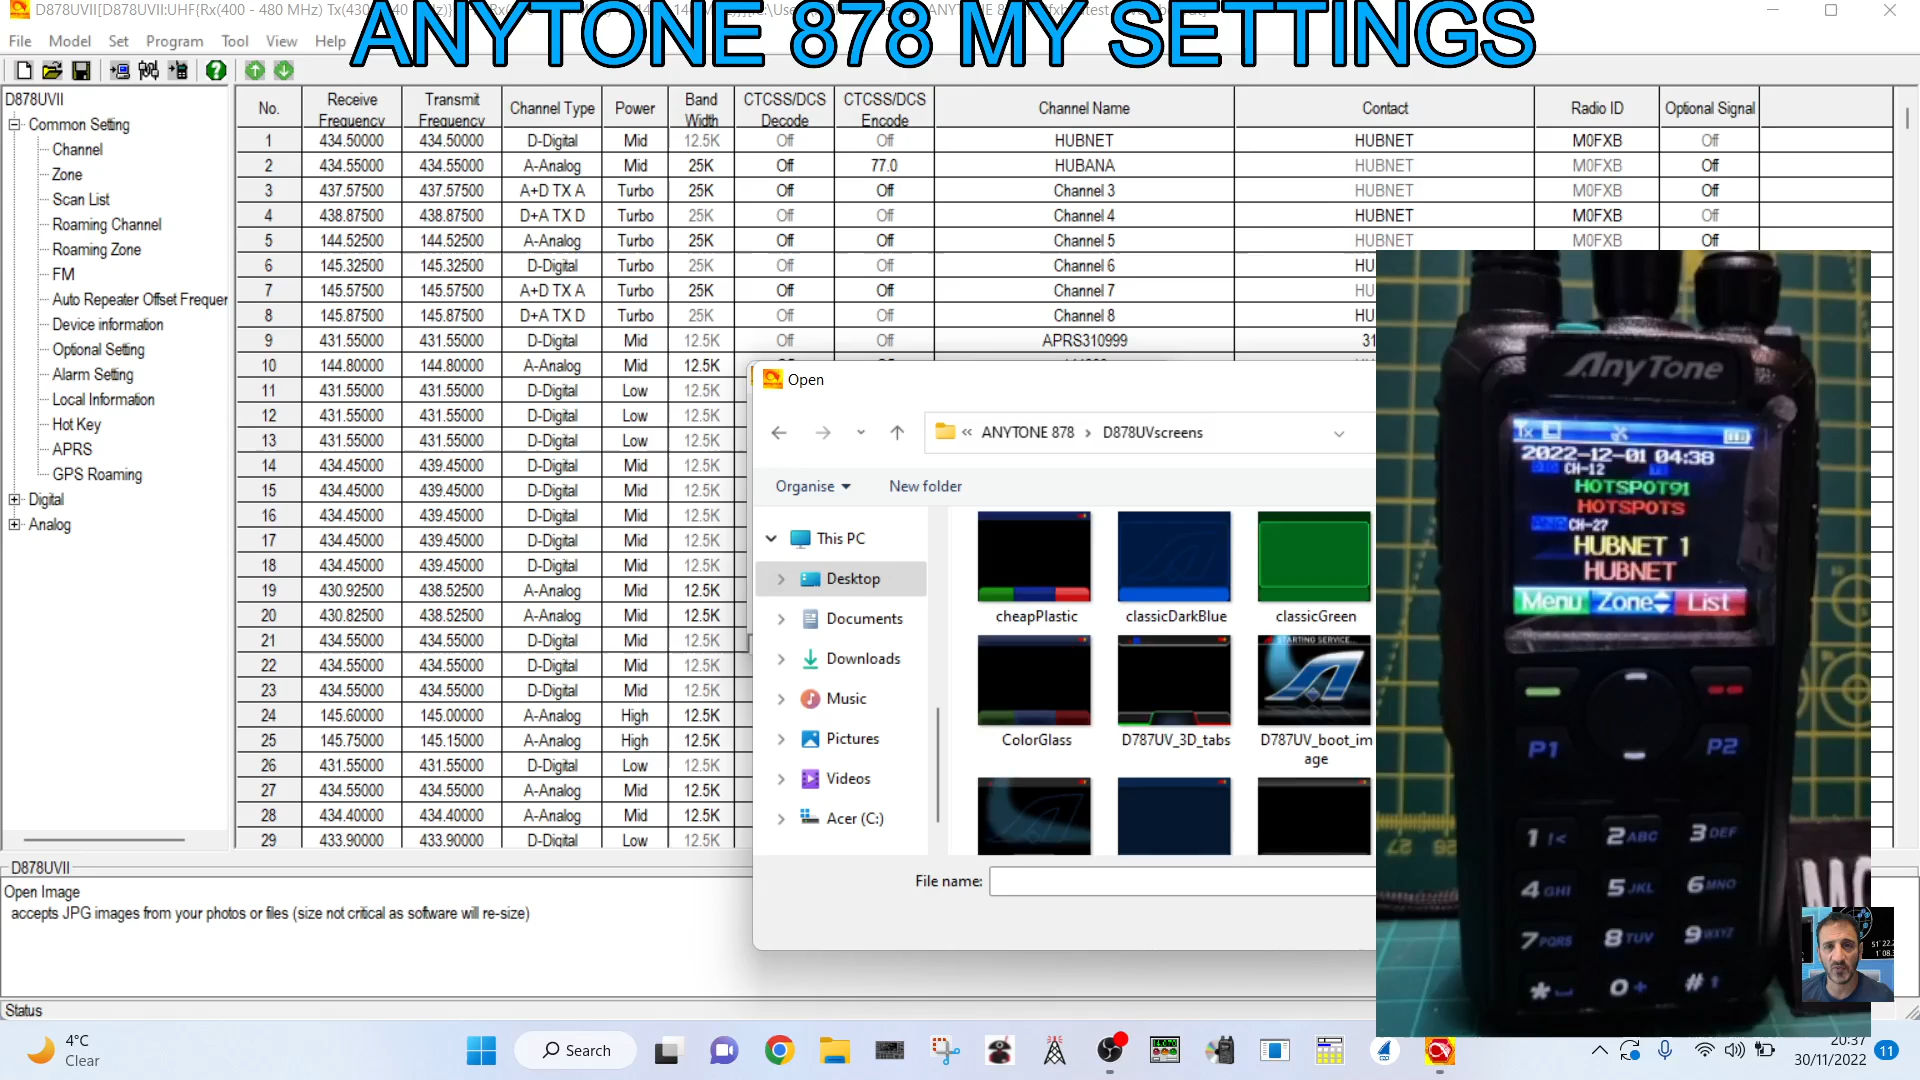 ANYTONE 878 MY SETTINGS
File Model Set Program Tool View Help
D878UVII
Common Setting
Channel
Zone
Scan List
Roaming Channel
Roaming Zone
FM
Auto Repeater Offset Frequer
Device information
Optional Setting
Alarm Setting
Local Information
Hot Key
APRS
GPS Roaming
Digital
Analog
No. Receive Frequency Transmit Frequency Channel Type Power Band Width CTCSS/DCS Decode CTCSS/DCS Encode Channel Name Contact Radio ID Optional Signal
1 434.50000 434.50000 D-Digital Mid 12.5K Off Off HUBNET HUBNET M0FXB Off
2 434.55000 434.55000 A-Analog Mid 25K Off 77.0 HUBANA HUBNET M0FXB Off
3 437.57500 437.57500 A+D TX A Turbo 25K Off Off Channel 3 HUBNET M0FXB Off
4 438.87500 438.87500 D+A TX D Turbo 25K Off Off Channel 4 HUBNET M0FXB Off
5 144.52500 144.52500 A-Analog Turbo 25K Off Off Channel 5 HUBNET M0FXB Off
6 145.32500 145.32500 D-Digital Turbo 25K Off Off Channel 6 HU
7 145.57500 145.57500 A+D TX A Turbo 25K Off Off Channel 7 HU
8 145.87500 145.87500 D+A TX D Turbo 25K Off Off Channel 8 HU
9 431.55000 431.55000 D-Digital Mid 12.5K Off Off APRS310999 31
10 144.80000 144.80000 A-Analog Mid 12.5K
11 431.55000 431.55000 D-Digital Low 12.5K
12 431.55000 431.55000 D-Digital Low 12.5K
13 431.55000 431.55000 D-Digital Low 12.5K
14 434.45000 439.45000 D-Digital Mid 12.5K
15 434.45000 439.45000 D-Digital Mid 12.5K
16 434.45000 439.45000 D-Digital Mid 12.5K
17 434.45000 439.45000 D-Digital Mid 12.5K
18 434.45000 439.45000 D-Digital Mid 12.5K
19 430.92500 438.52500 A-Analog Mid 12.5K
20 430.82500 438.52500 A-Analog Mid 12.5K
21 434.55000 434.55000 D-Digital Mid 12.5K
22 434.55000 434.55000 D-Digital Mid 12.5K
23 434.55000 434.55000 D-Digital Mid 12.5K
24 145.60000 145.00000 A-Analog High 12.5K
25 145.75000 145.15000 A-Analog High 12.5K
26 431.55000 431.55000 D-Digital Low 12.5K
27 434.55000 434.55000 A-Analog Mid 12.5K
28 434.40000 434.40000 A-Analog Mid 12.5K
29 433.90000 433.90000 D-Digital Low 12.5K
Open
« ANYTONE 878 › D878UVscreens
Organise New folder
This PC
Desktop
Documents
Downloads
Music
Pictures
Videos
Acer (C:)
cheapPlastic classicDarkBlue classicGreen
STARTING SERVICE...
ColorGlass D787UV_3D_tabs D787UV_boot_im
age
File name:
AnyTone
2022-12-01 04:38
CH-12
HOTSPOT91
HOTSPOTS
CH-27
HUBNET 1
HUBNET
Menu Zone List
P1 P2
1 2ABC 3DEF
4GHI 5JKL 6MNO
7PQRS 8TUV 9WXYZ
* 0+ #
D878UVII
Open Image
accepts JPG images from your photos or files (size not critical as software will re-size)
Status
4°C
Clear
Search
20:37
30/11/2022
11